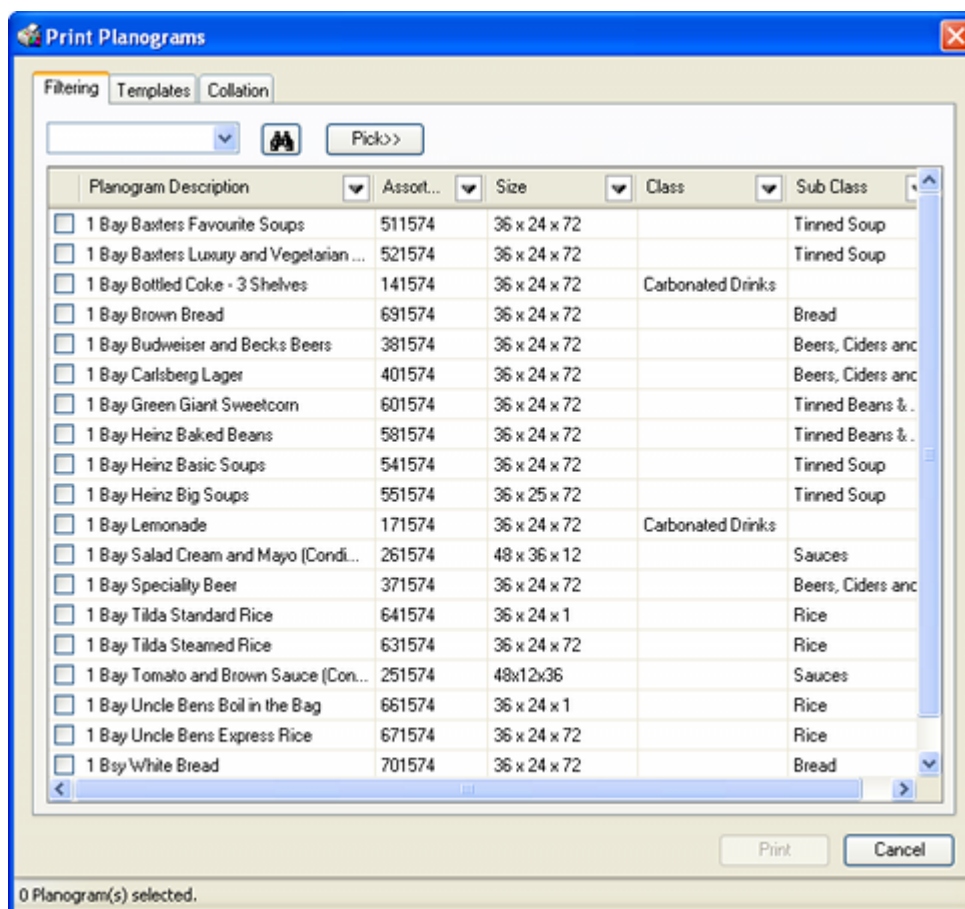 Print Planograms
Filtering Templates Collation
Pick>>
Planogram Description Assort... Size Class Sub Class
1 Bay Baxters Favourite Soups 511574 36 x 24 x 72 Tinned Soup
1 Bay Baxters Luxury and Vegetarian ... 521574 36 x 24 x 72 Tinned Soup
1 Bay Bottled Coke - 3 Shelves 141574 36 x 24 x 72 Carbonated Drinks
1 Bay Brown Bread 691574 36 x 24 x 72 Bread
1 Bay Budweiser and Becks Beers 381574 36 x 24 x 72 Beers, Ciders and
1 Bay Carlsberg Lager 401574 36 x 24 x 72 Beers, Ciders and
1 Bay Green Giant Sweetcorn 601574 36 x 24 x 72 Tinned Beans & .
1 Bay Heinz Baked Beans 581574 36 x 24 x 72 Tinned Beans & .
1 Bay Heinz Basic Soups 541574 36 x 24 x 72 Tinned Soup
1 Bay Heinz Big Soups 551574 36 x 25 x 72 Tinned Soup
1 Bay Lemonade 171574 36 x 24 x 72 Carbonated Drinks
1 Bay Salad Cream and Mayo (Condi... 261574 48 x 36 x 12 Sauces
1 Bay Speciality Beer 371574 36 x 24 x 72 Beers, Ciders and
1 Bay Tilda Standard Rice 641574 36 x 24 x 1 Rice
1 Bay Tilda Steamed Rice 631574 36 x 24 x 72 Rice
1 Bay Tomato and Brown Sauce (Con... 251574 48x12x36 Sauces
1 Bay Uncle Bens Boil in the Bag 661574 36 x 24 x 1 Rice
1 Bay Uncle Bens Express Rice 671574 36 x 24 x 72 Rice
1 Bsy White Bread 701574 36 x 24 x 72 Bread
Print Cancel
0 Planogram(s) selected.